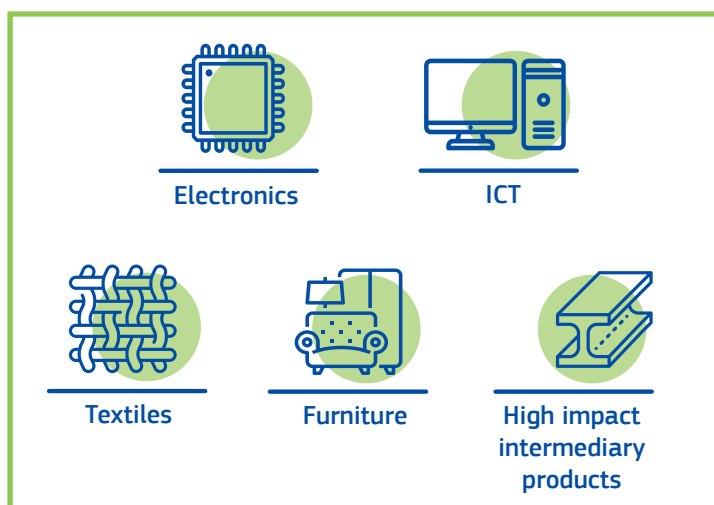 Electronics
ICT
Textiles
Furniture
High impact
intermediary
products